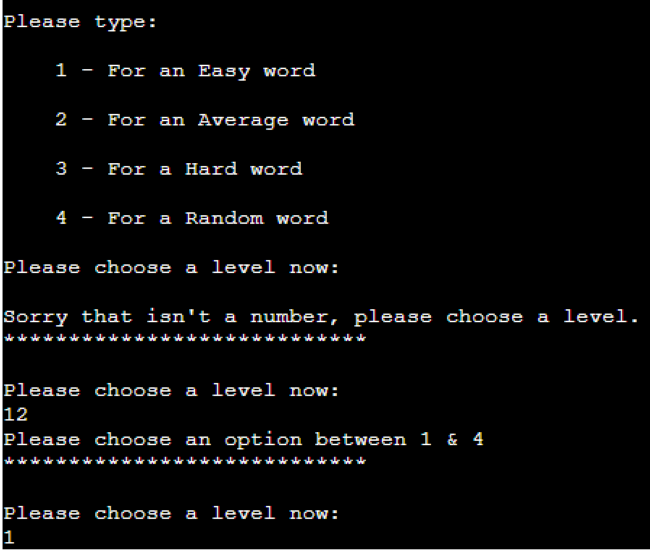 Please type:
1 - For an Easy word
2 - For an Average word
3 - For a Hard word
4 - For a Random word
Please choose a level now:
Sorry that isn't a number, please choose a level.
****************************
Please choose a level now:
12
Please choose an option between 1 & 4
****************************
Please choose a level now:
1